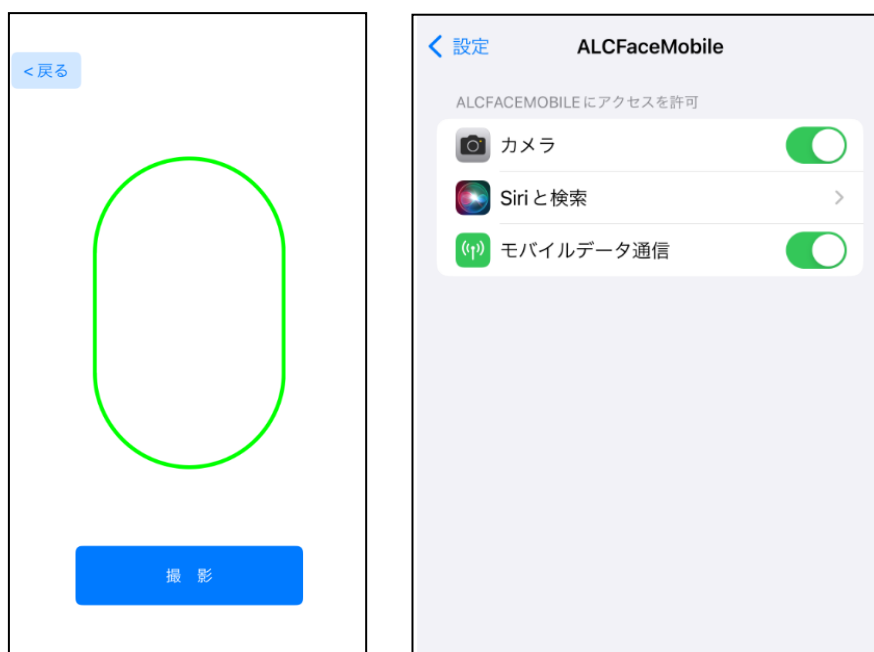 <戻る
撮 影
設定
ALCFaceMobile
ALCFACEMOBILEにアクセスを許可
カメラ
Siriと検索
モバイルデータ通信